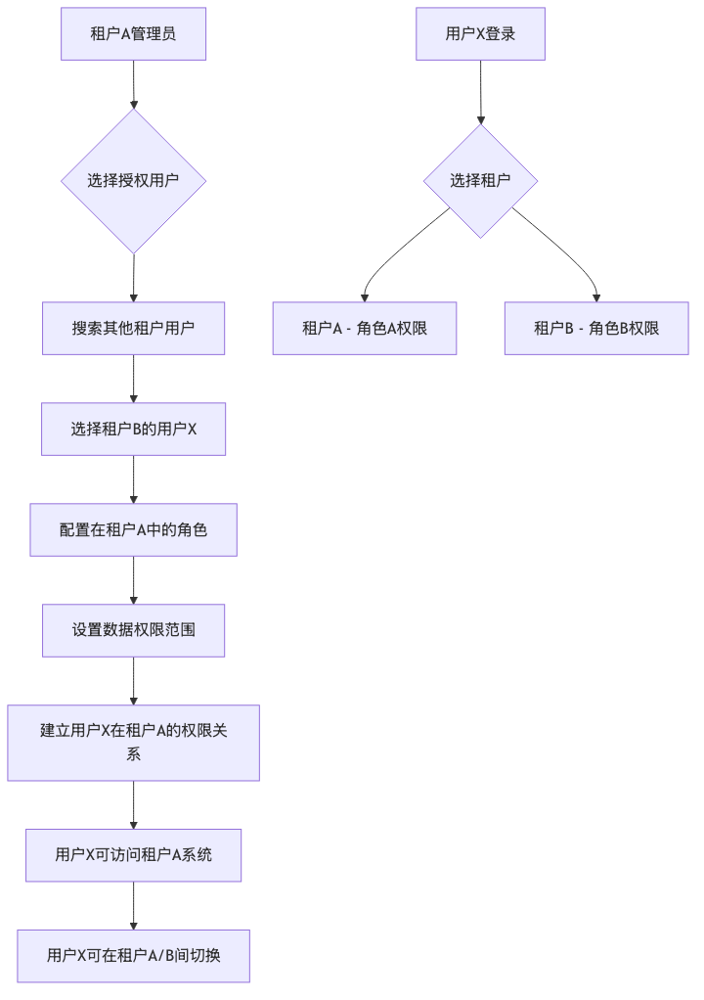 租户A管理员
选择授权用户
搜索其他租户用户
选择租户B的用户X
配置在租户A中的角色
设置数据权限范围
建立用户X在租户A的权限关
系
用户X可访问租户A系统
用户X可在租户A/B间切换
用户X登录
选择租户
租户A - 角色A权限
租户B - 角色B权限